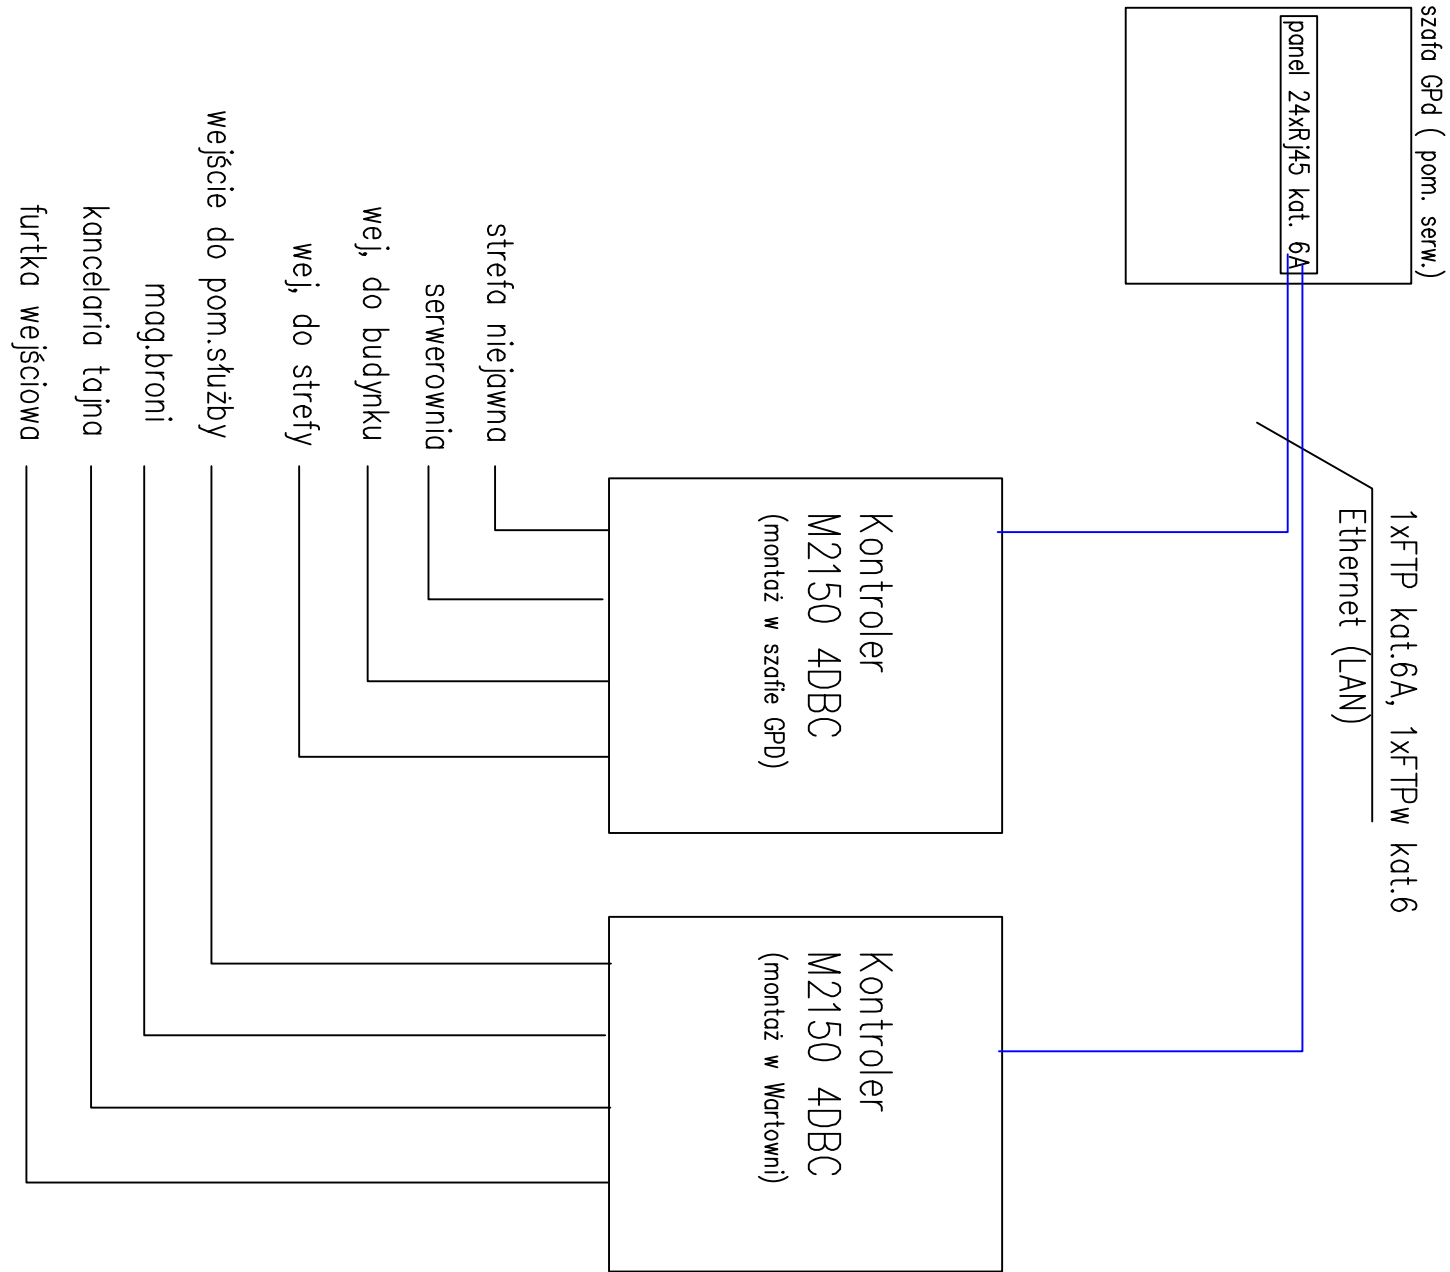 szafa GPd ( pom. serw.)
panel 24xRj45 kat. 6A
1xFTP kat.6A, 1xFTPw kat.6
Ethernet (LAN)
Kontroler
M2150 4DBC
(montaż w szafie GPD)
Kontroler
M2150 4DBC
(montaż w Wartowni)
strefa niejawna
serwerownia
wej, do budynku
wej, do strefy
wejście do pom.służby
mag.broni
kancelaria tajna
furtka wejściowa